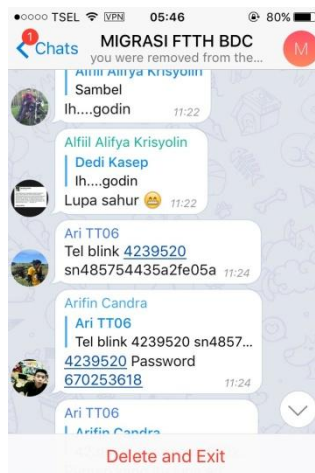 TSEL VPN 05:46 80%
1
Chats MIGRASI FTTH BDC M
you were removed from the...
Alfiil Alifya Krisyolin
Sambel
Ih....godin 11:22
Alfiil Alifya Krisyolin
Dedi Kasep
Ih....godin
Lupa sahur 😁 11:22
Ari TT06
Tel blink 4239520
sn485754435a2fe05a 11:24
Arifin Candra
Ari TT06
Tel blink 4239520 sn4857...
4239520 Password
670253618 11:24
Ari TT06
Arifin Candra
Delete and Exit